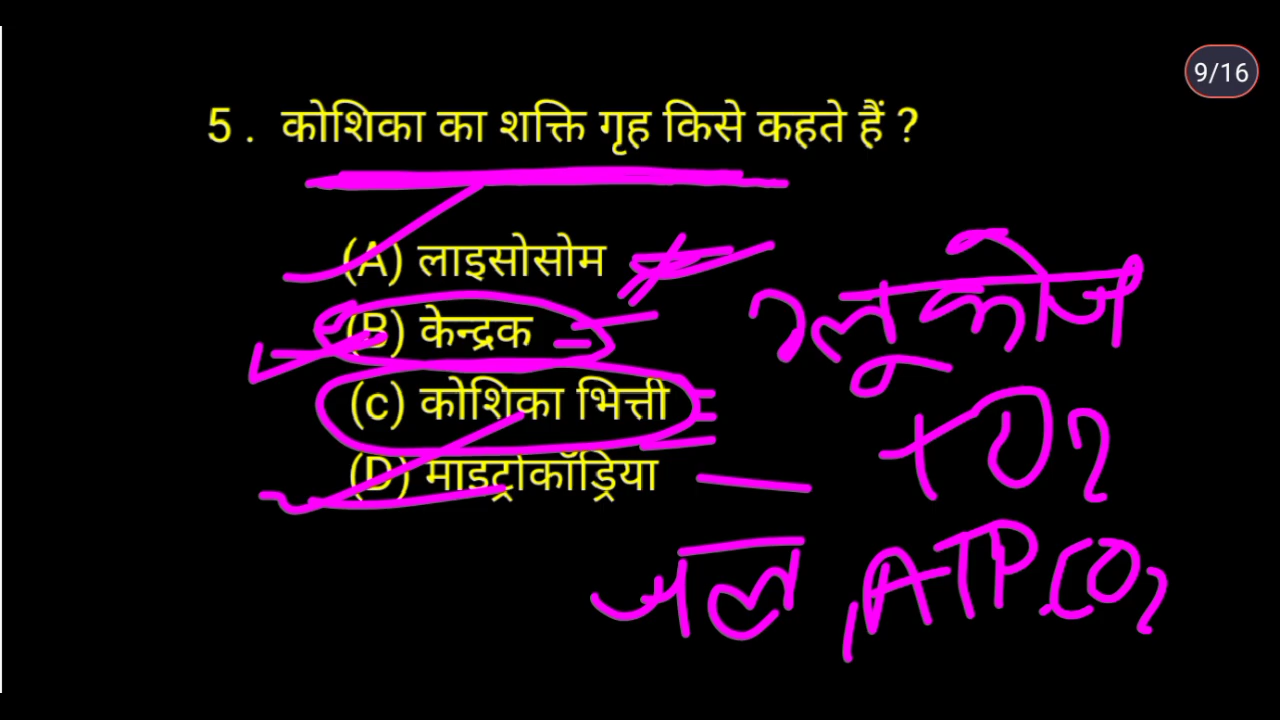 9/16
5 . कोशिका का शक्ति गृह किसे कहते हैं ?
(A) लाइसोसोम
(B) केन्द्रक
(c) कोशिका भित्ती
(D) माइट्रोकॉंड्रिया
ग्लूकोज
+ O2
जल , ATP, CO2